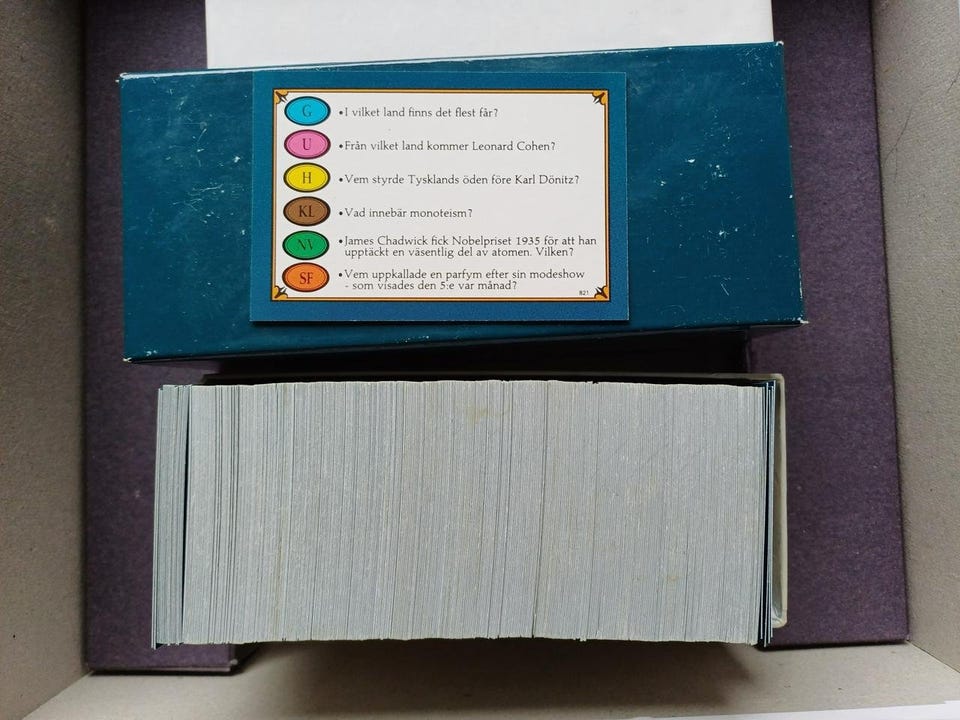 G • I vilket land finns det flest får?
U • Från vilket land kommer Leonard Cohen?
H • Vem styrde Tysklands öden före Karl Dönitz?
KL • Vad innebär monoteism?
NV • James Chadwick fick Nobelpriset 1935 för att han
upptäckt en väsentlig del av atomen. Vilken?
SF • Vem uppkallade en parfym efter sin modeshow
- som visades den 5:e var månad?
821